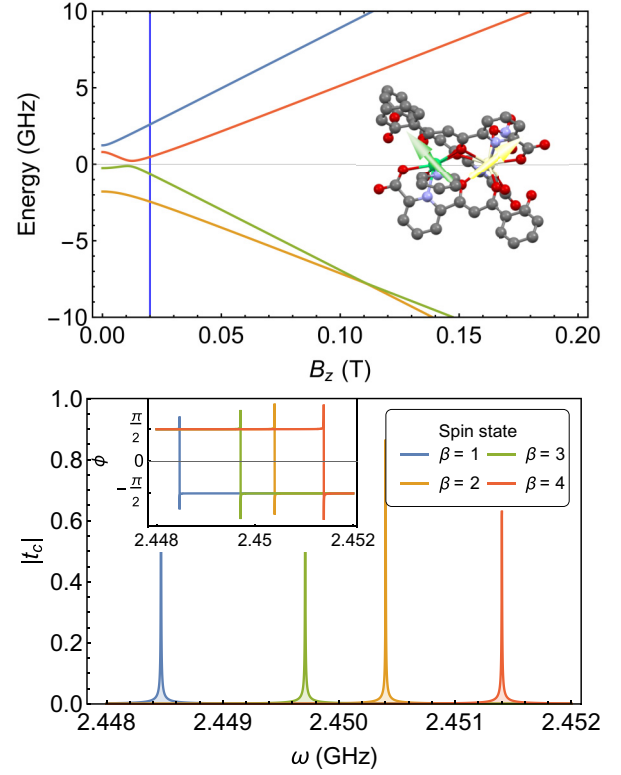 10
5
0
−5
−10
Energy (GHz)
0.00 0.05 0.10 0.15 0.20
B_z (T)
1.0
0.8
0.6
0.4
0.2
0.0
|t_c|
π/2
0
−π/2
ϕ
2.448 2.45 2.452
Spin state
β = 1 β = 3
β = 2 β = 4
2.448 2.449 2.450 2.451 2.452
ω (GHz)